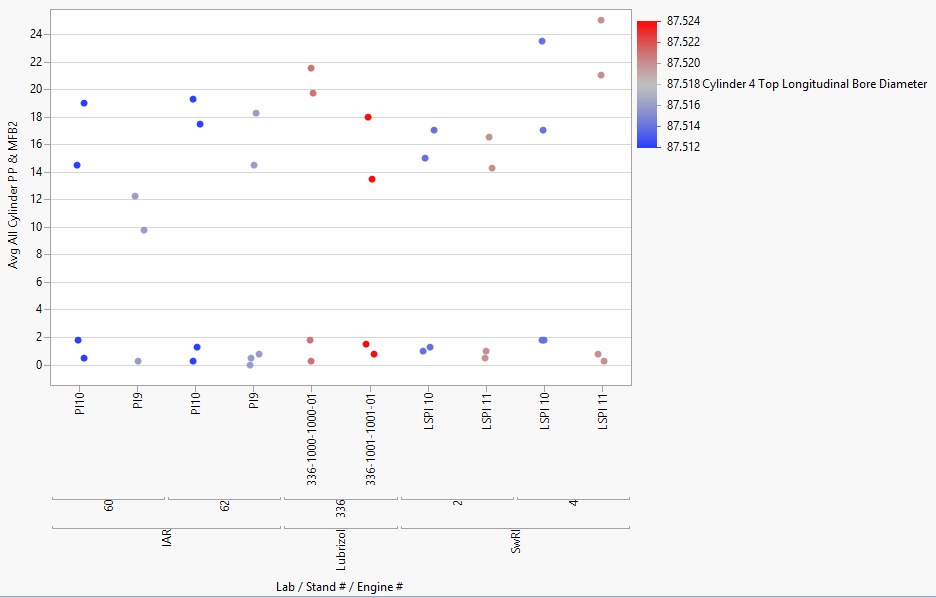 24
22
20
18
16
14
12
10
8
6
4
2
0
Avg All Cylinder PP & MFB2
87.524
87.522
87.520
87.518
87.516
87.514
87.512
Cylinder 4 Top Longitudinal Bore Diameter
PI10
PI9
PI10
PI9
336-1000-1000-01
336-1001-1001-01
LSPI 10
LSPI 11
LSPI 10
LSPI 11
60
62
336
2
4
IAR
Lubrizol
SwRI
Lab / Stand # / Engine #